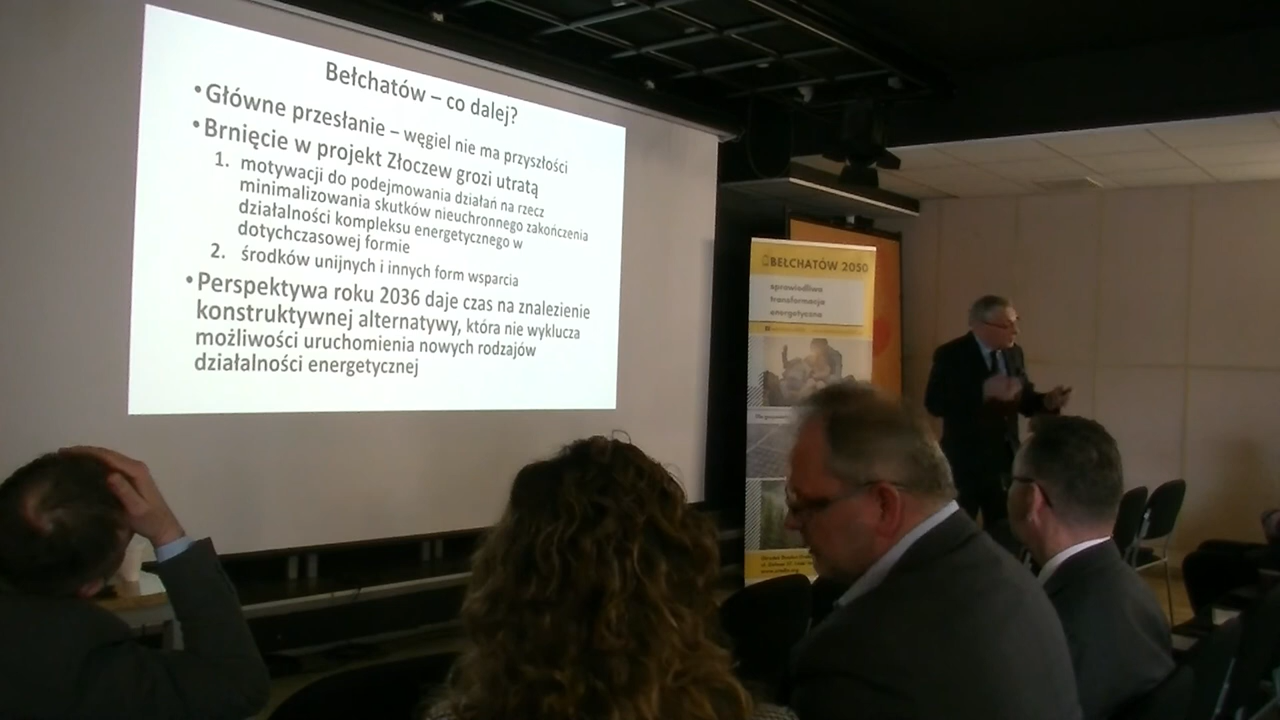 Bełchatów – co dalej?
•Główne przesłanie – węgiel nie ma przyszłości
•Brnięcie w projekt Złoczew grozi utratą
1. motywacji do podejmowania działań na rzecz
minimalizowania skutków nieuchronnego zakończenia
działalności kompleksu energetycznego w
dotychczasowej formie
2. środków unijnych i innych form wsparcia
•Perspektywa roku 2036 daje czas na znalezienie
konstruktywnej alternatywy, która nie wyklucza
możliwości uruchomienia nowych rodzajów
działalności energetycznej
BEŁCHATÓW 2050
sprawiedliwa
transformacja
energetyczna